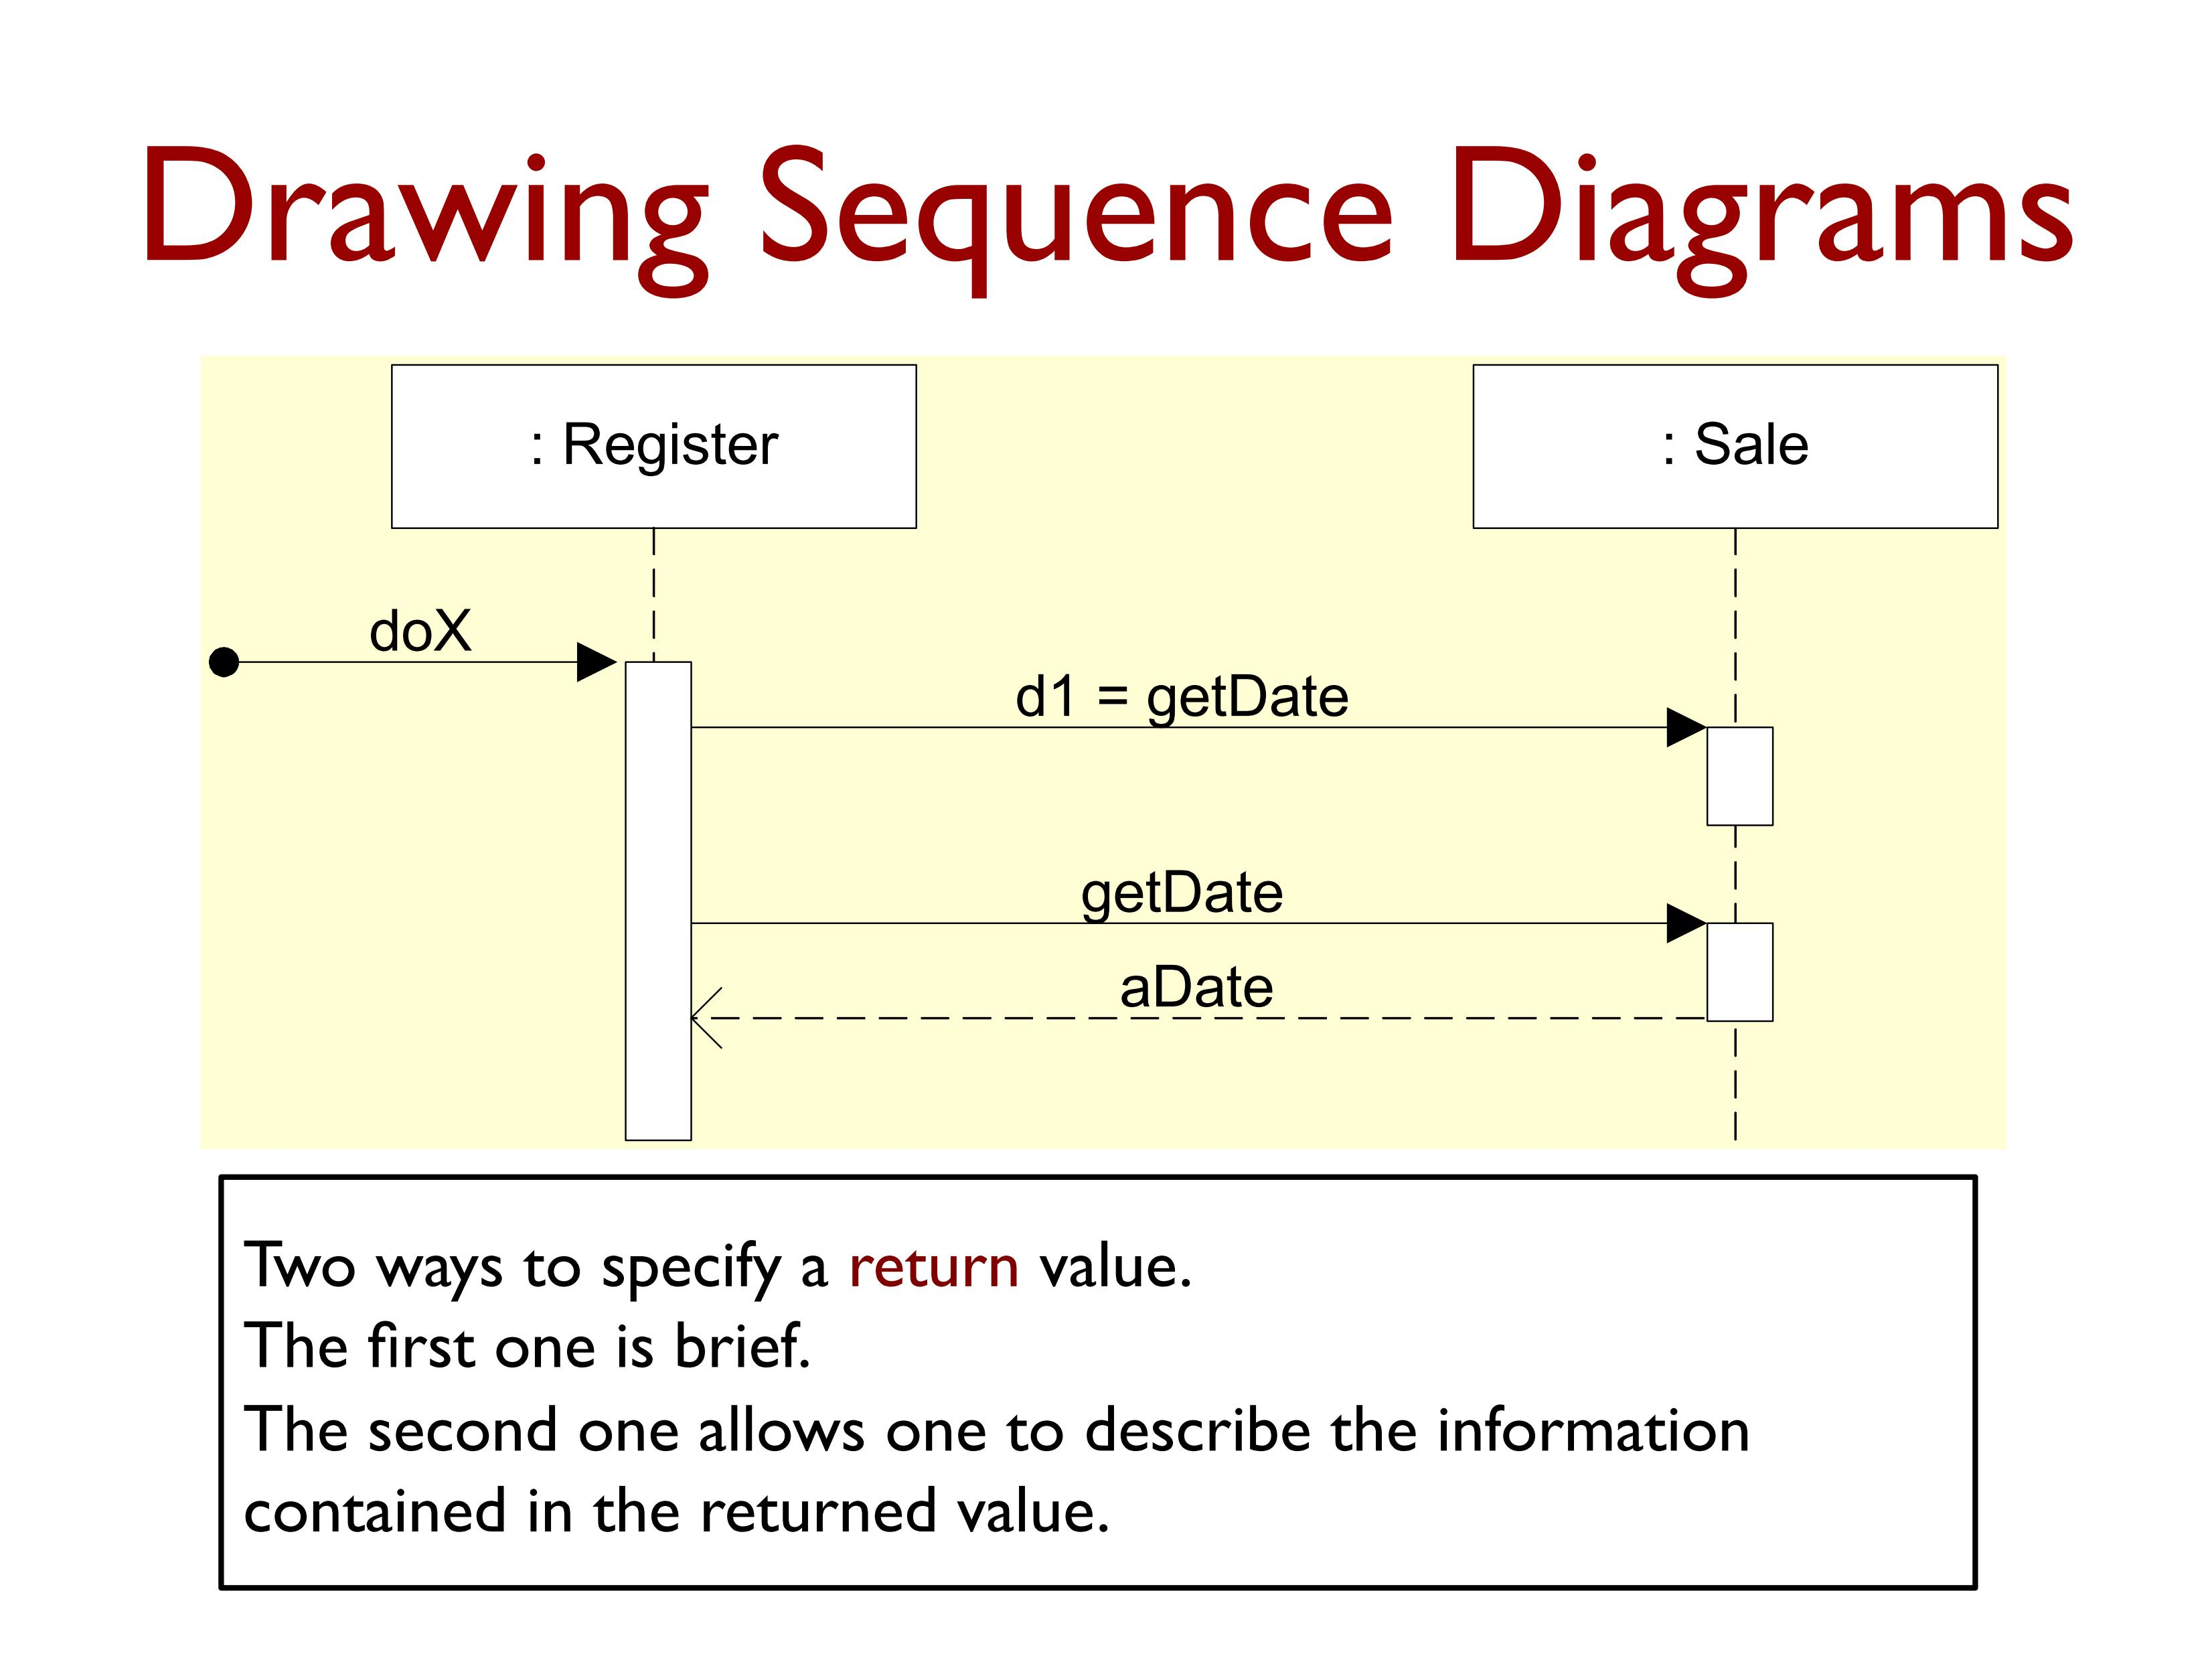 Drawing Sequence Diagrams
: Register
: Sale
doX
d1 = getDate
getDate
aDate
Two ways to specify a return value.
The first one is brief.
The second one allows one to describe the information
contained in the returned value.